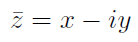 z̄ = x − iy